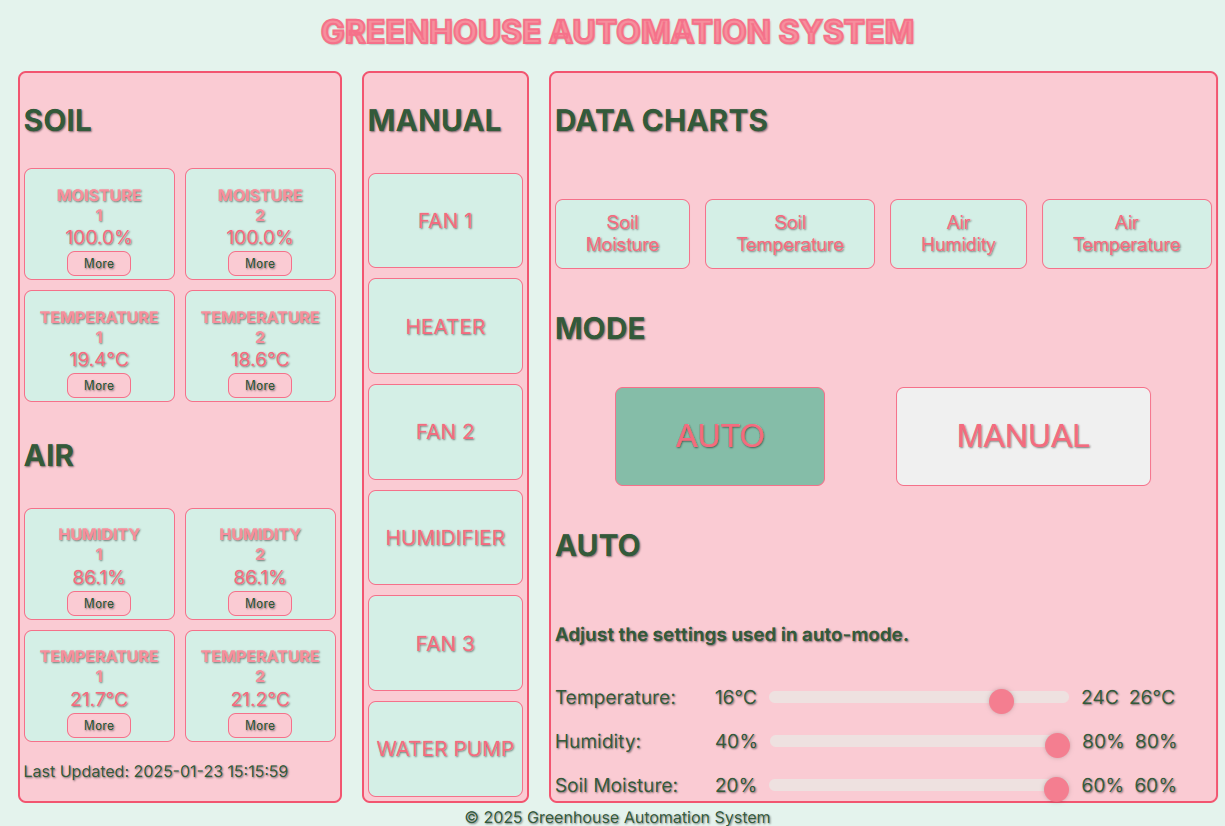 GREENHOUSE AUTOMATION SYSTEM
SOIL
MOISTURE
1
100.0%
More
MOISTURE
2
100.0%
More
TEMPERATURE
1
19.4°C
More
TEMPERATURE
2
18.6°C
More
AIR
HUMIDITY
1
86.1%
More
HUMIDITY
2
86.1%
More
TEMPERATURE
1
21.7°C
More
TEMPERATURE
2
21.2°C
More
Last Updated: 2025-01-23 15:15:59
MANUAL
FAN 1
HEATER
FAN 2
HUMIDIFIER
FAN 3
WATER PUMP
DATA CHARTS
Soil
Moisture
Soil
Temperature
Air
Humidity
Air
Temperature
MODE
AUTO
MANUAL
AUTO
Adjust the settings used in auto-mode.
Temperature: 16°C 24C 26°C
Humidity: 40% 80% 80%
Soil Moisture: 20% 60% 60%
© 2025 Greenhouse Automation System